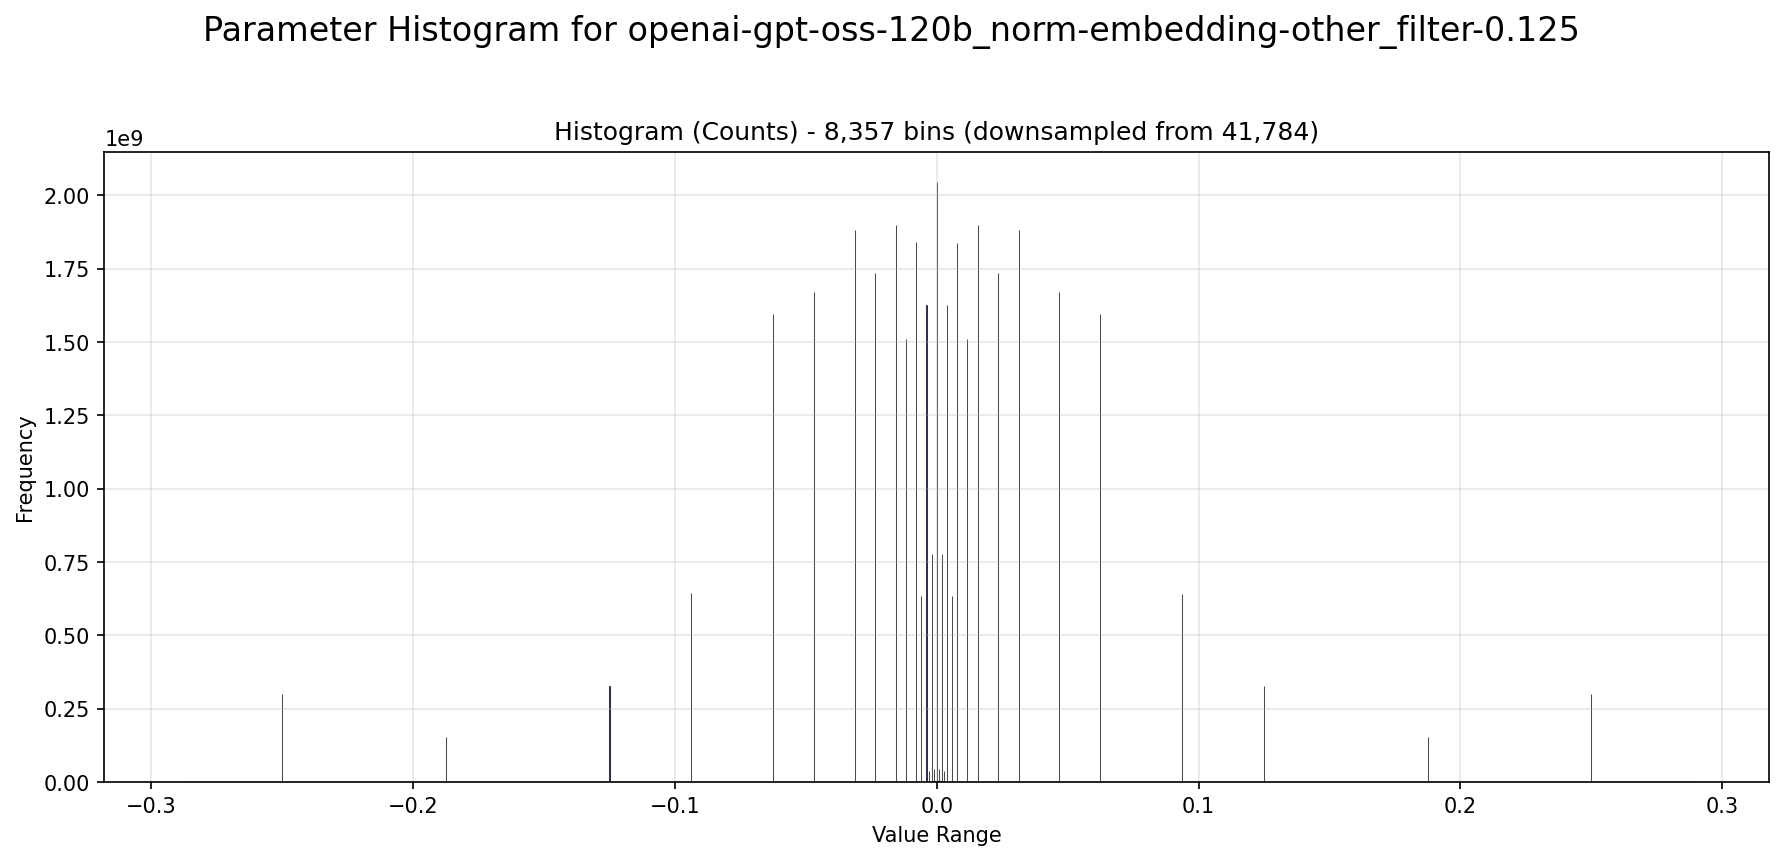 Parameter Histogram for openai-gpt-oss-120b_norm-embedding-other_filter-0.125
Histogram (Counts) - 8,357 bins (downsampled from 41,784)
1e9
2.00
1.75
1.50
1.25
1.00
0.75
0.50
0.25
0.00
Frequency
−0.3 −0.2 −0.1 0.0 0.1 0.2 0.3
Value Range